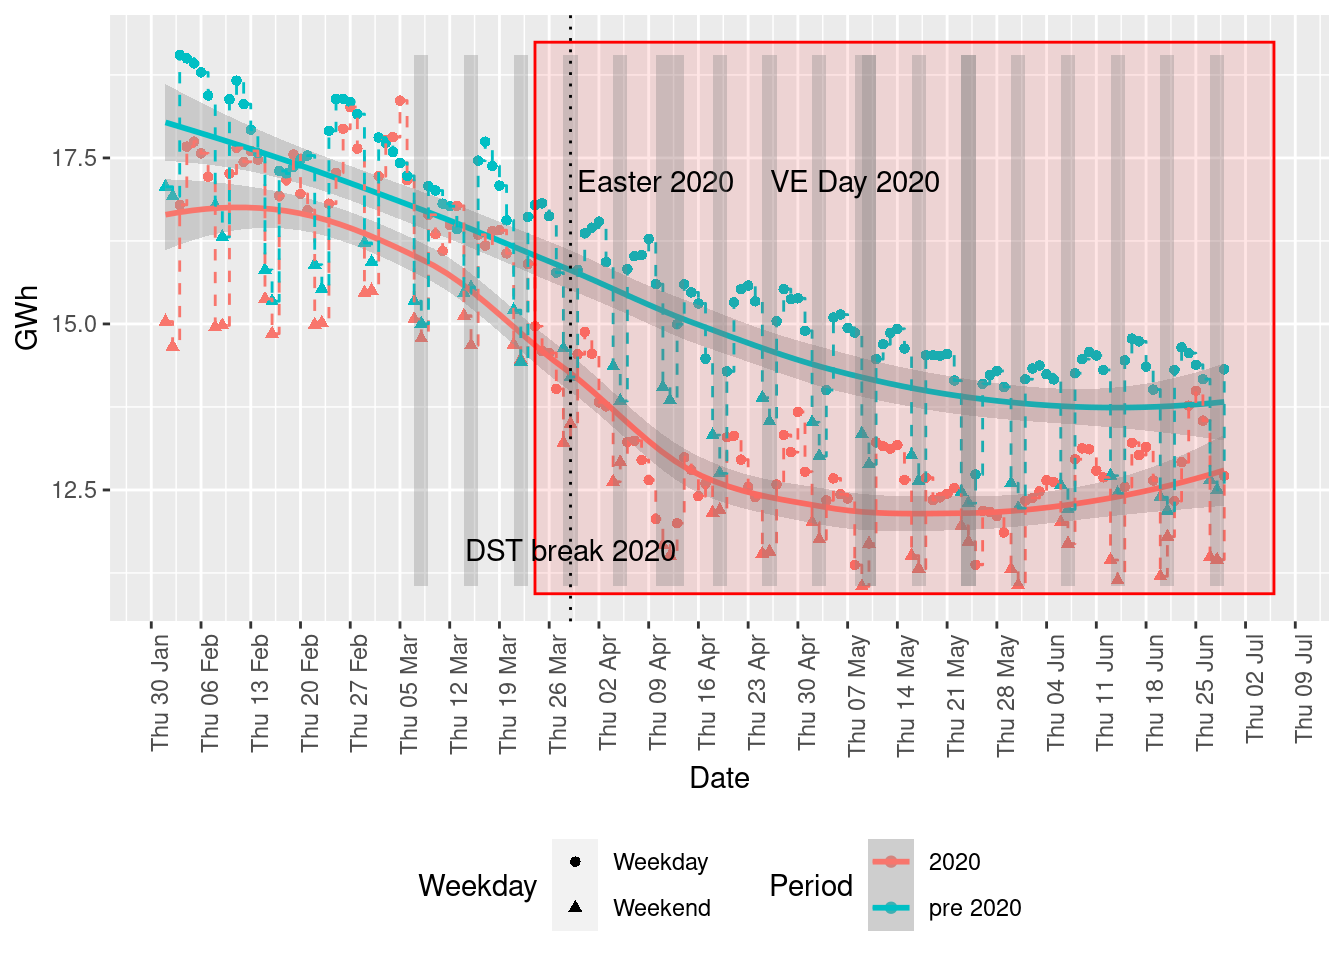 GWh
17.5
15.0
12.5
Easter 2020
VE Day 2020
DST break 2020
Thu 30 Jan
Thu 06 Feb
Thu 13 Feb
Thu 20 Feb
Thu 27 Feb
Thu 05 Mar
Thu 12 Mar
Thu 19 Mar
Thu 26 Mar
Thu 02 Apr
Thu 09 Apr
Thu 16 Apr
Thu 23 Apr
Thu 30 Apr
Thu 07 May
Thu 14 May
Thu 21 May
Thu 28 May
Thu 04 Jun
Thu 11 Jun
Thu 18 Jun
Thu 25 Jun
Thu 02 Jul
Thu 09 Jul
Date
Weekday
Weekday
Weekend
Period
2020
pre 2020